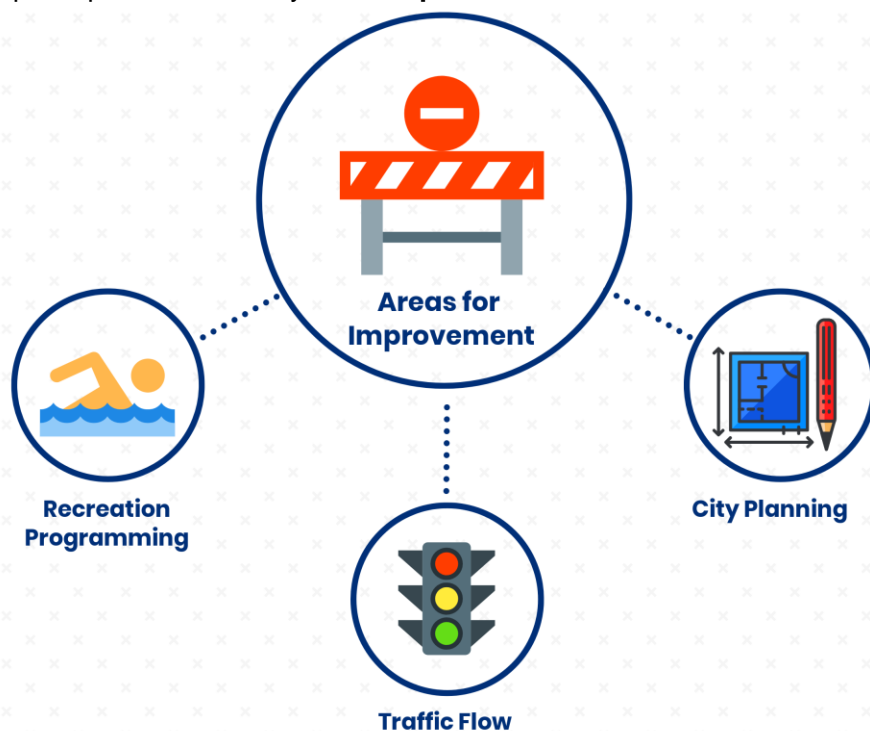 Areas for
Improvement
Recreation
Programming
City Planning
Traffic Flow